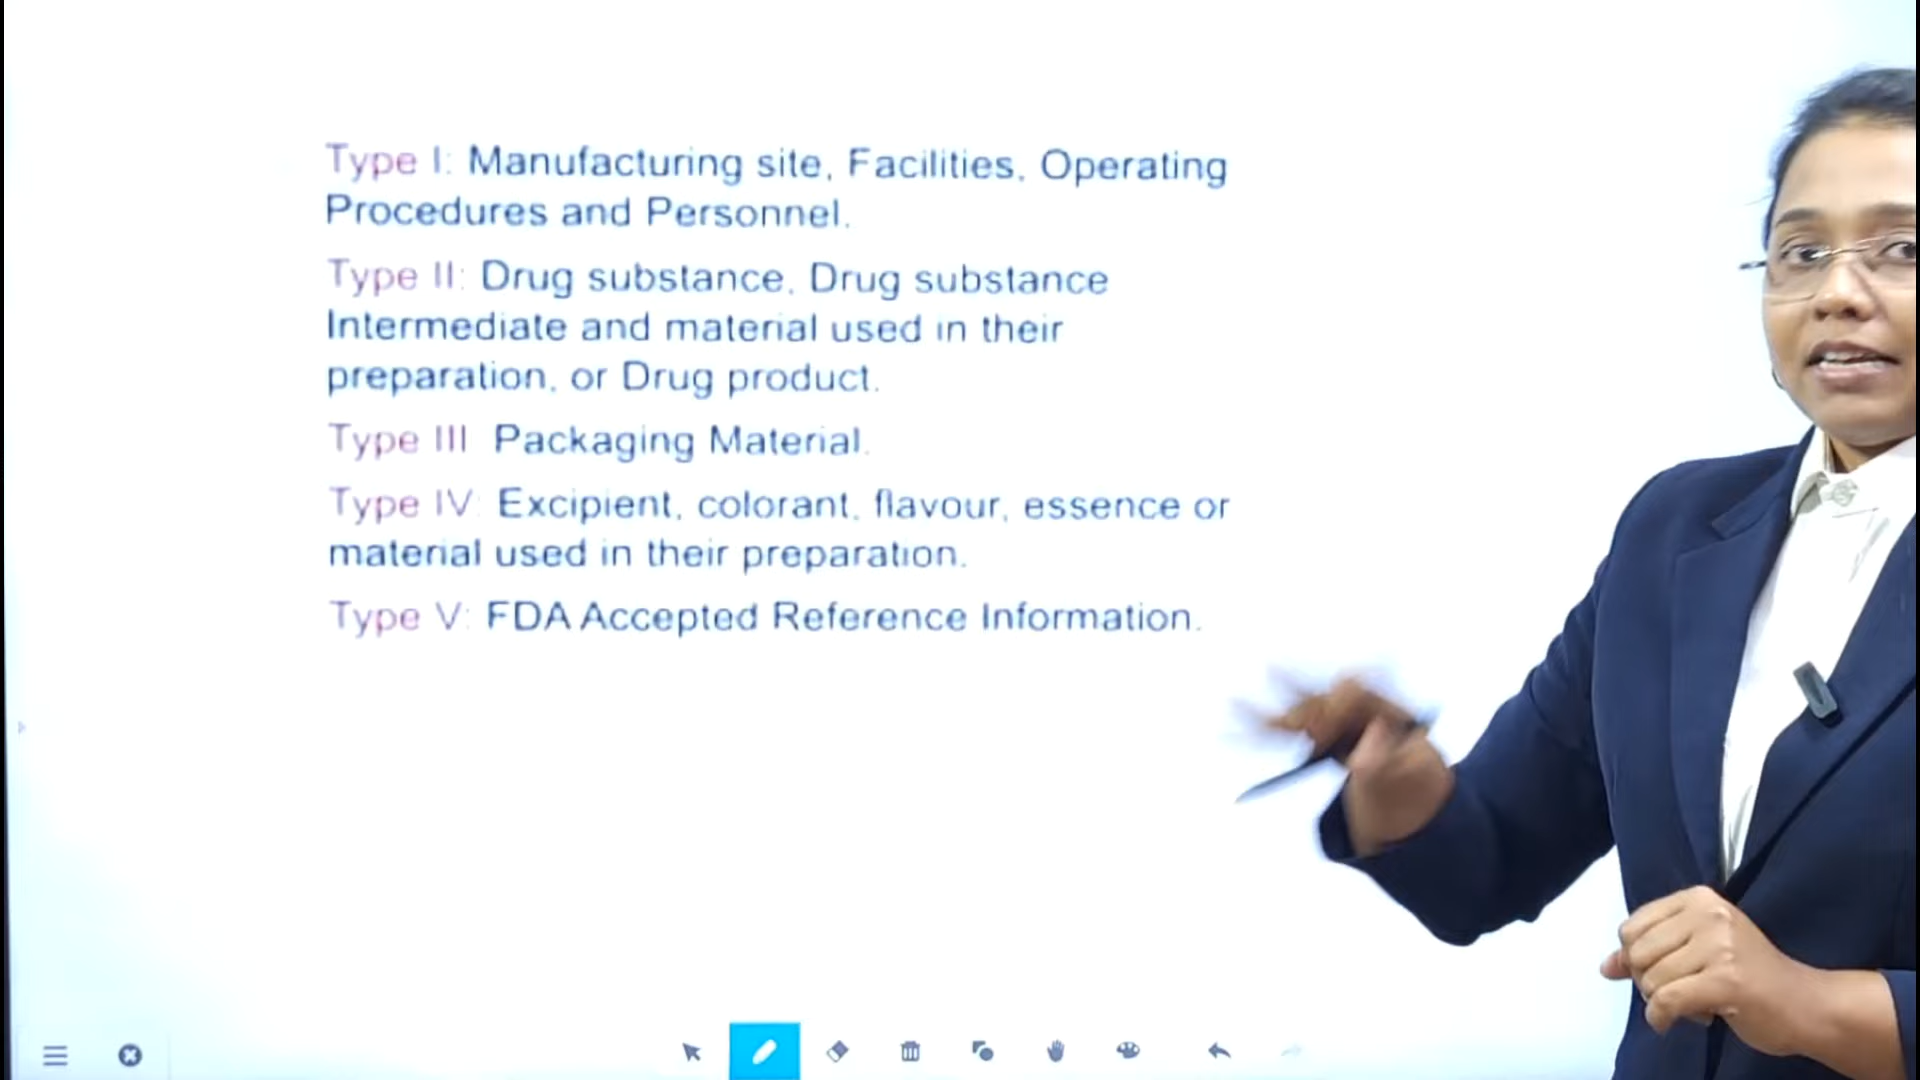 Type I: Manufacturing site, Facilities, Operating
Procedures and Personnel.
Type II: Drug substance, Drug substance
Intermediate and material used in their
preparation, or Drug product.
Type III Packaging Material.
Type IV: Excipient, colorant, flavour, essence or
material used in their preparation.
Type V: FDA Accepted Reference Information.